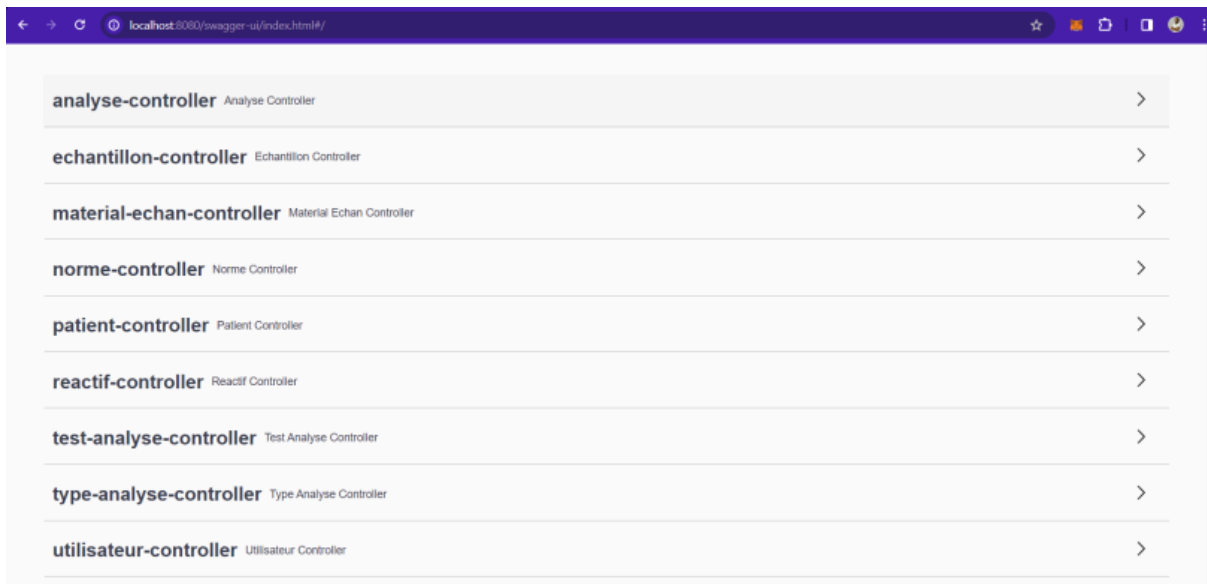 localhost:8080/swagger-ui/index.html#/
analyse-controller Analyse Controller
echantillon-controller Echantillon Controller
material-echan-controller Material Echan Controller
norme-controller Norme Controller
patient-controller Patient Controller
reactif-controller Reactif Controller
test-analyse-controller Test Analyse Controller
type-analyse-controller Type Analyse Controller
utilisateur-controller Utilisateur Controller